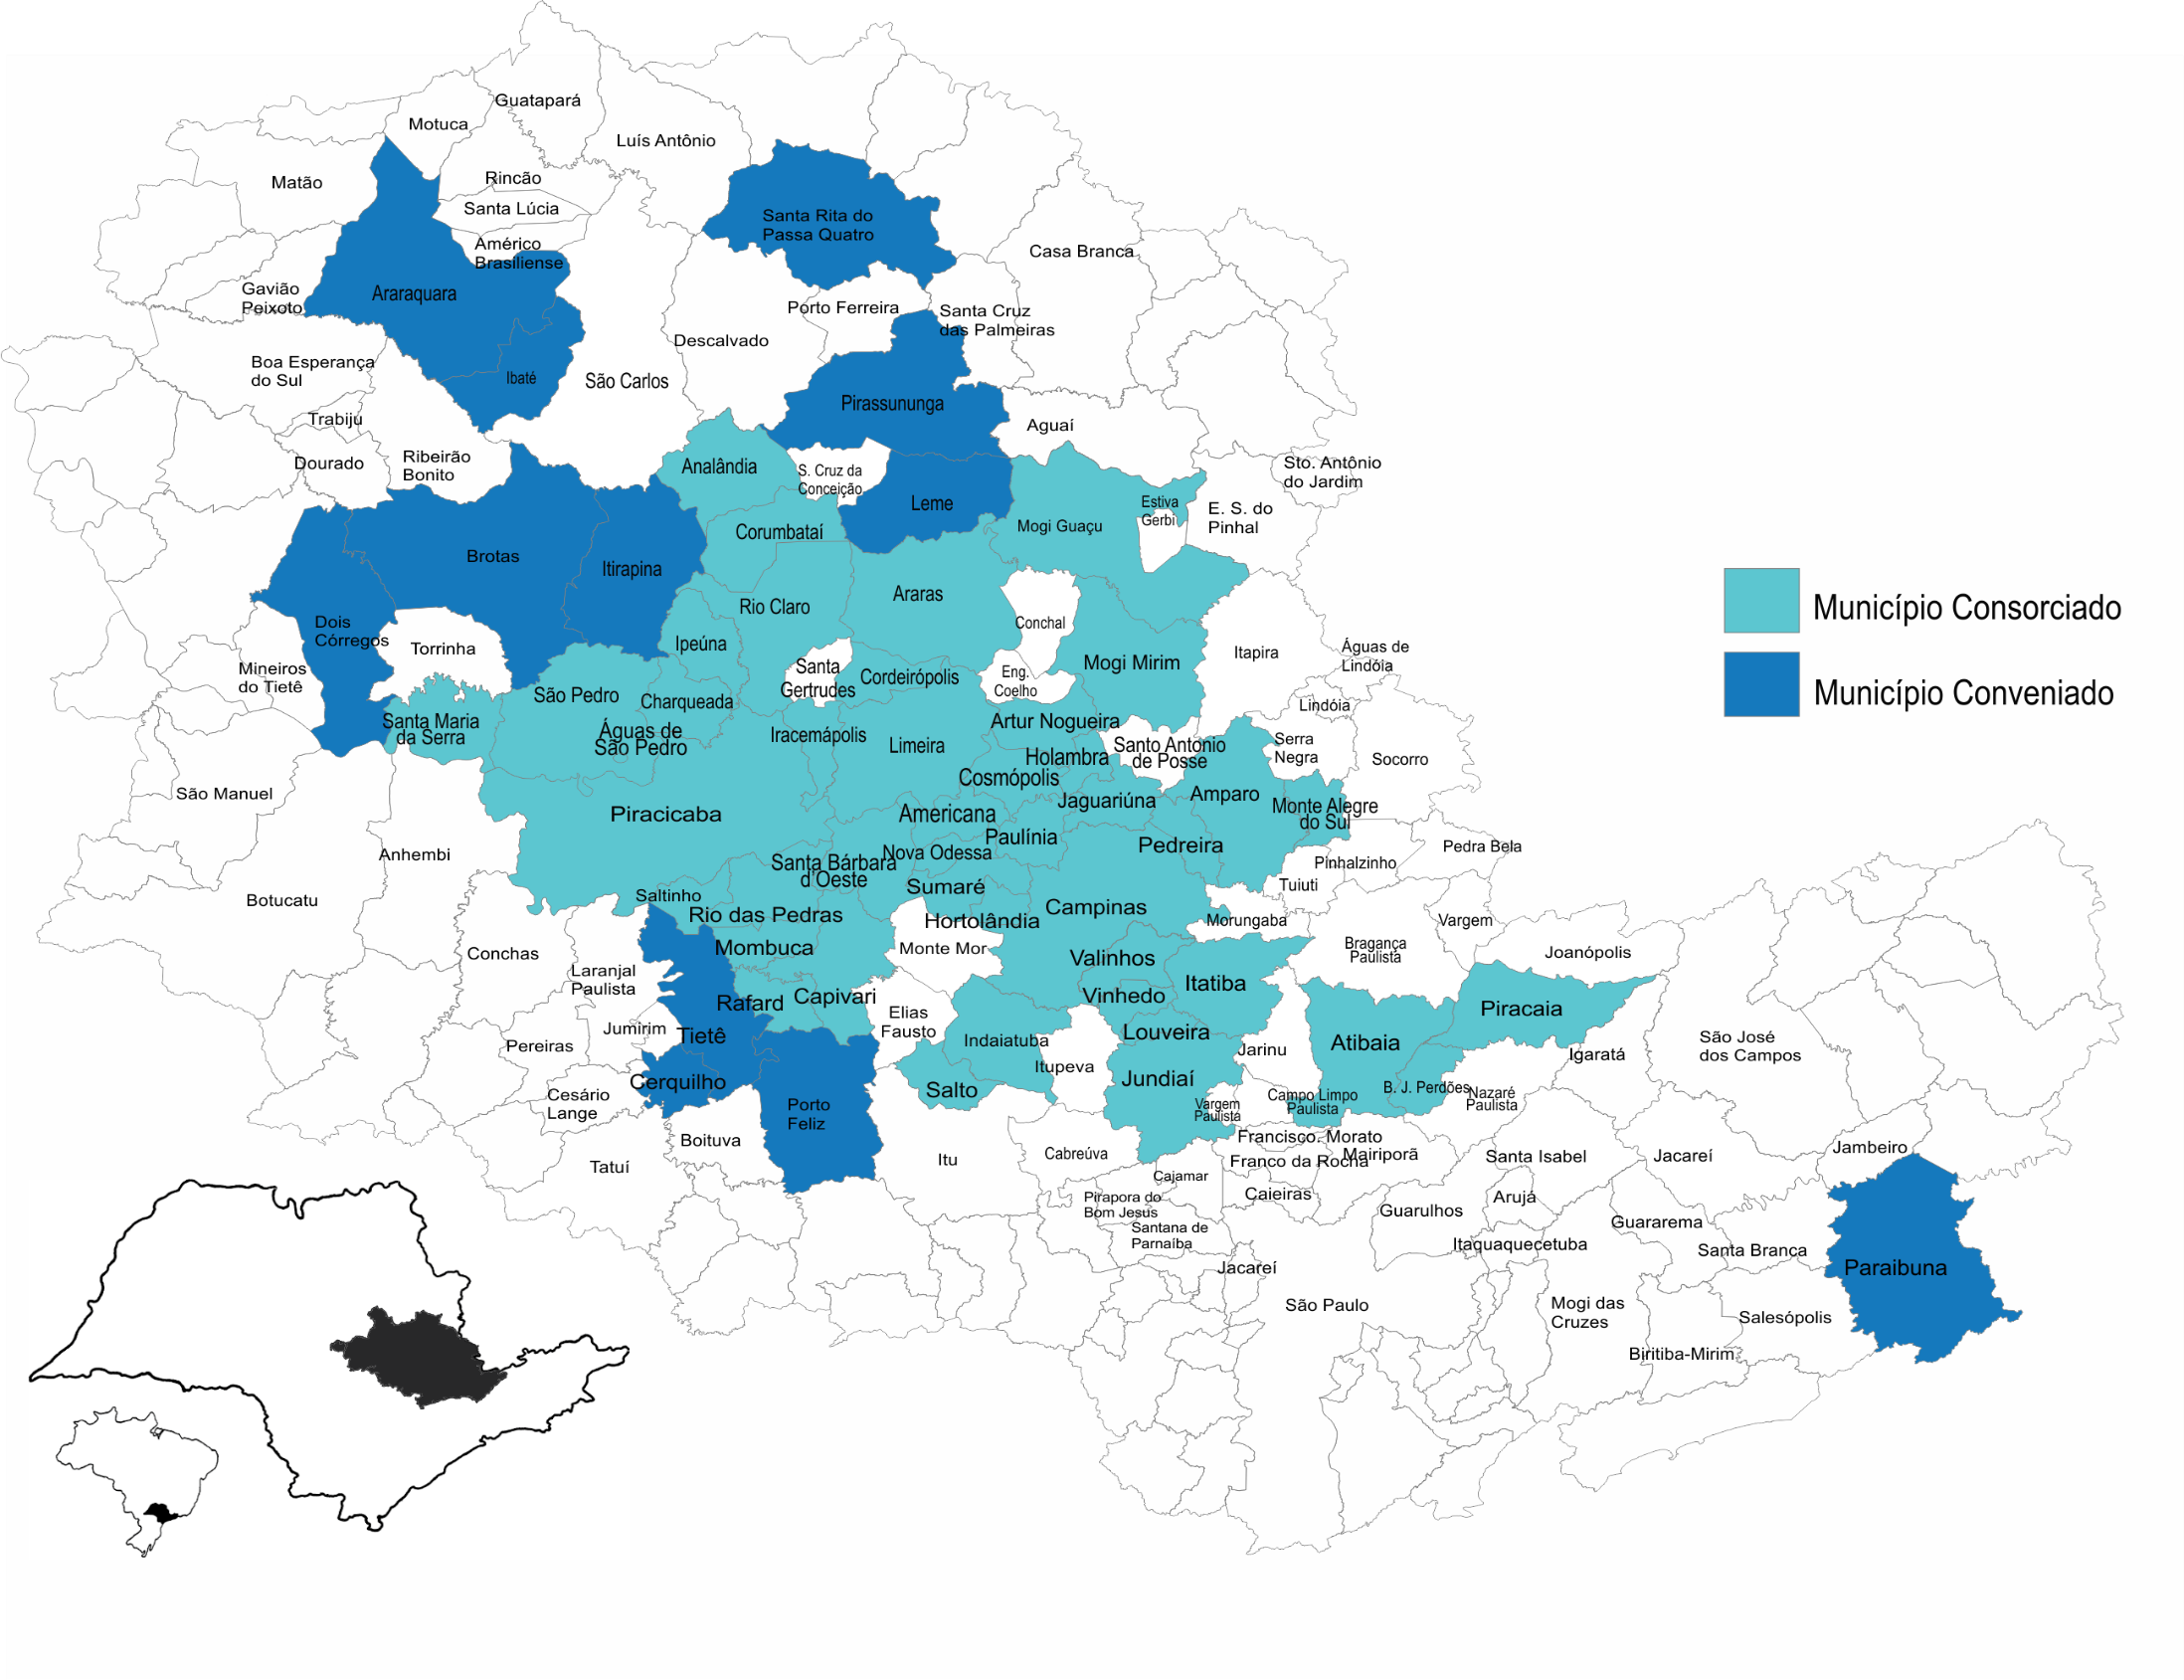 Guatapará
Motuca
Luís Antônio
Matão
Rincão
Santa Lúcia
Santa Rita do
Passa Quatro
Américo
Brasiliense
Casa Branca
Araraquara
Gavião
Peixoto
Porto Ferreira
Santa Cruz
das Palmeiras
Descalvado
Boa Esperança
do Sul
Ibaté
São Carlos
Pirassununga
Trabiju
Aguaí
Dourado
Ribeirão
Bonito
Analândia
S. Cruz da
Conceição
Sto. Antônio
do Jardim
Leme
Estiva
Gerbi
E. S. do
Pinhal
Mogi Guaçu
Corumbataí
Brotas
Itirapina
Araras
Rio Claro
Conchal
Município Consorciado
Dois
Córregos
Torrinha
Ipeúna
Mogi Mirim
Itapira
Águas de
Lindóia
Mineiros
do Tietê
Santa
Gertrudes
Cordeirópolis
Eng.
Coelho
São Pedro
Charqueada
Município Conveniado
Lindóia
Santa Maria
da Serra
Águas de
São Pedro
Iracemápolis
Limeira
Artur Nogueira
Holambra
Santo Antonio
de Posse
Serra
Negra
Socorro
Cosmópolis
São Manuel
Jaguariúna
Amparo
Monte Alegre
do Sul
Piracicaba
Americana
Paulínia
Pedreira
Pedra Bela
Anhembi
Santa Bárbara
d'Oeste
Nova Odessa
Pinhalzinho
Tuiuti
Botucatu
Saltinho
Sumaré
Rio das Pedras
Hortolândia
Campinas
Morungaba
Vargem
Mombuca
Monte Mor
Bragança
Paulista
Joanópolis
Conchas
Laranjal
Paulista
Valinhos
Itatiba
Rafard
Capivari
Vinhedo
Piracaia
Elias
Fausto
Jumirim
Tietê
Louveira
Indaiatuba
Atibaia
São José
dos Campos
Pereiras
Jarinu
Igaratá
Itupeva
Cerquilho
Salto
Jundiaí
B. J. Perdões
Cesário
Lange
Porto
Feliz
Vargem
Paulista
Campo Limpo
Paulista
Nazaré
Paulista
Boituva
Francisco. Morato
Mairiporã
Jambeiro
Tatuí
Itu
Cabreúva
Franco da Rocha
Santa Isabel
Jacareí
Cajamar
Caieiras
Arujá
Pirapora do
Bom Jesus
Guarulhos
Guararema
Santana de
Parnaíba
Itaquaquecetuba
Santa Branca
Jacareí
Paraibuna
São Paulo
Mogi das
Cruzes
Salesópolis
Biritiba-Mirim